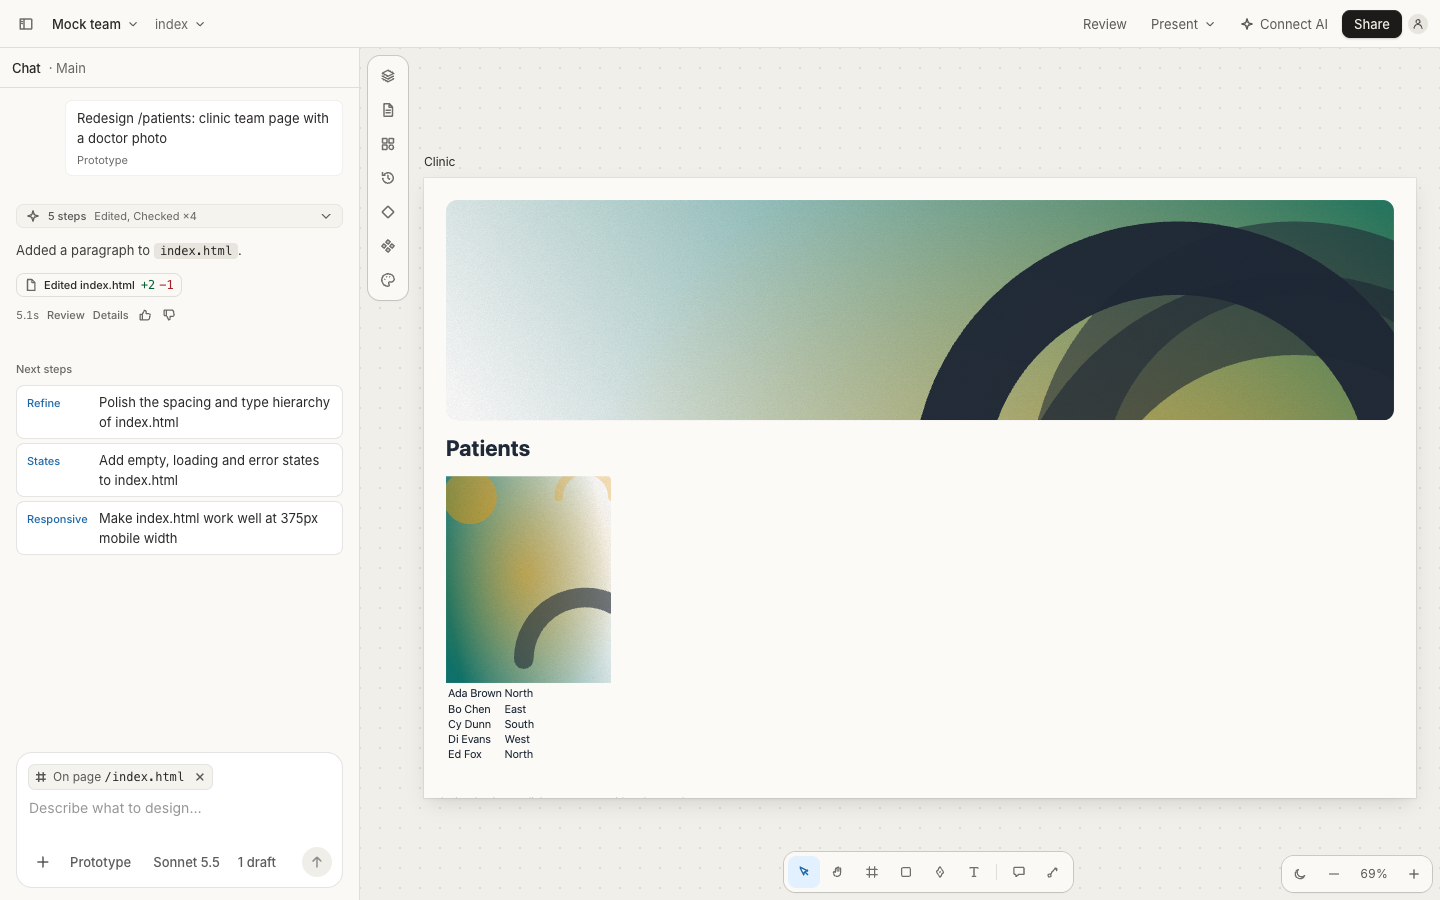 Mock team
index
Review
Present
Connect AI
Share
Chat · Main
Redesign /patients: clinic team page with
a doctor photo
Prototype
5 steps Edited, Checked ×4
Added a paragraph to index.html.
Edited index.html +2 −1
5.1s Review Details
Next steps
Refine Polish the spacing and type hierarchy
of index.html
States Add empty, loading and error states
to index.html
Responsive Make index.html work well at 375px
mobile width
On page /index.html
Describe what to design...
Prototype Sonnet 5.5 1 draft
Clinic
Patients
Ada Brown North
Bo Chen East
Cy Dunn South
Di Evans West
Ed Fox North
69%